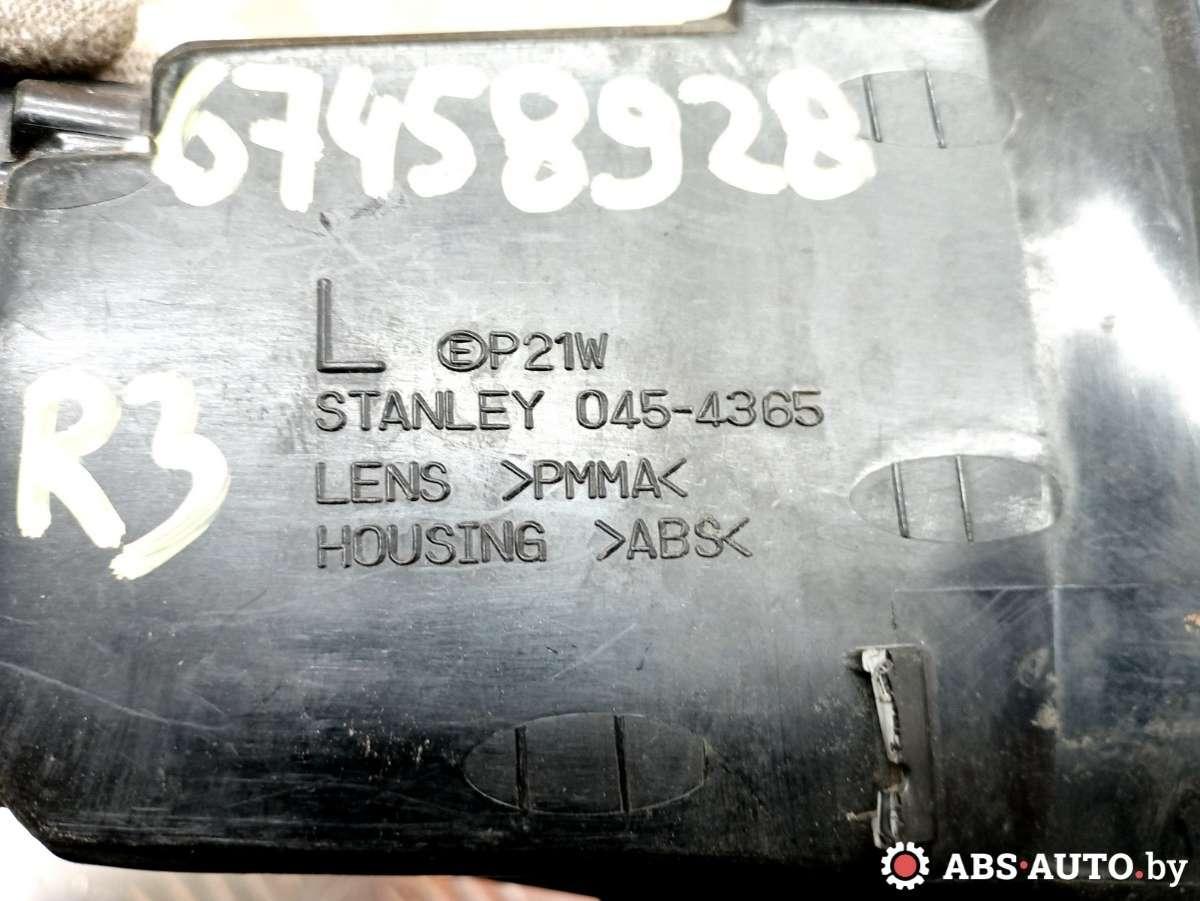 67458928
L ⒺP21W
STANLEY 045-4365
R3
LENS >PMMA<
HOUSING >ABS<
ABS·AUTO.by